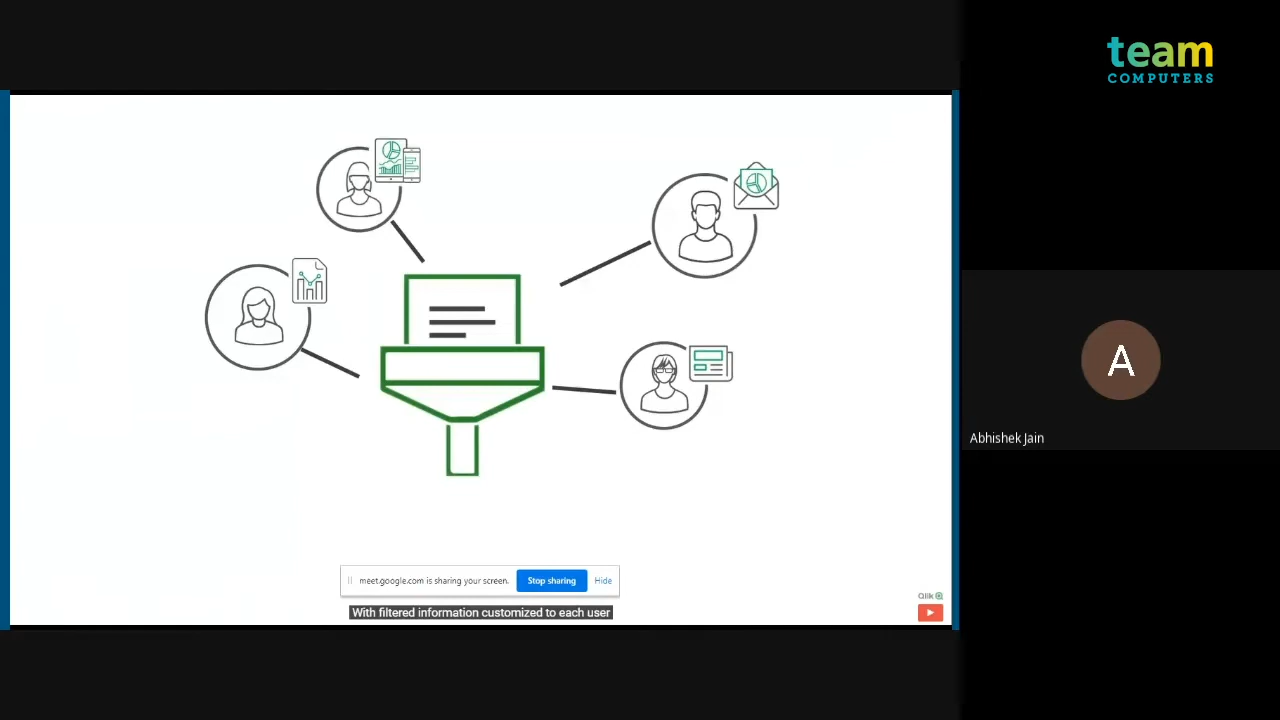 team
COMPUTERS
A
Abhishek Jain
meet.google.com is sharing your screen.
Stop sharing
Hide
With filtered information customized to each user
Qlik